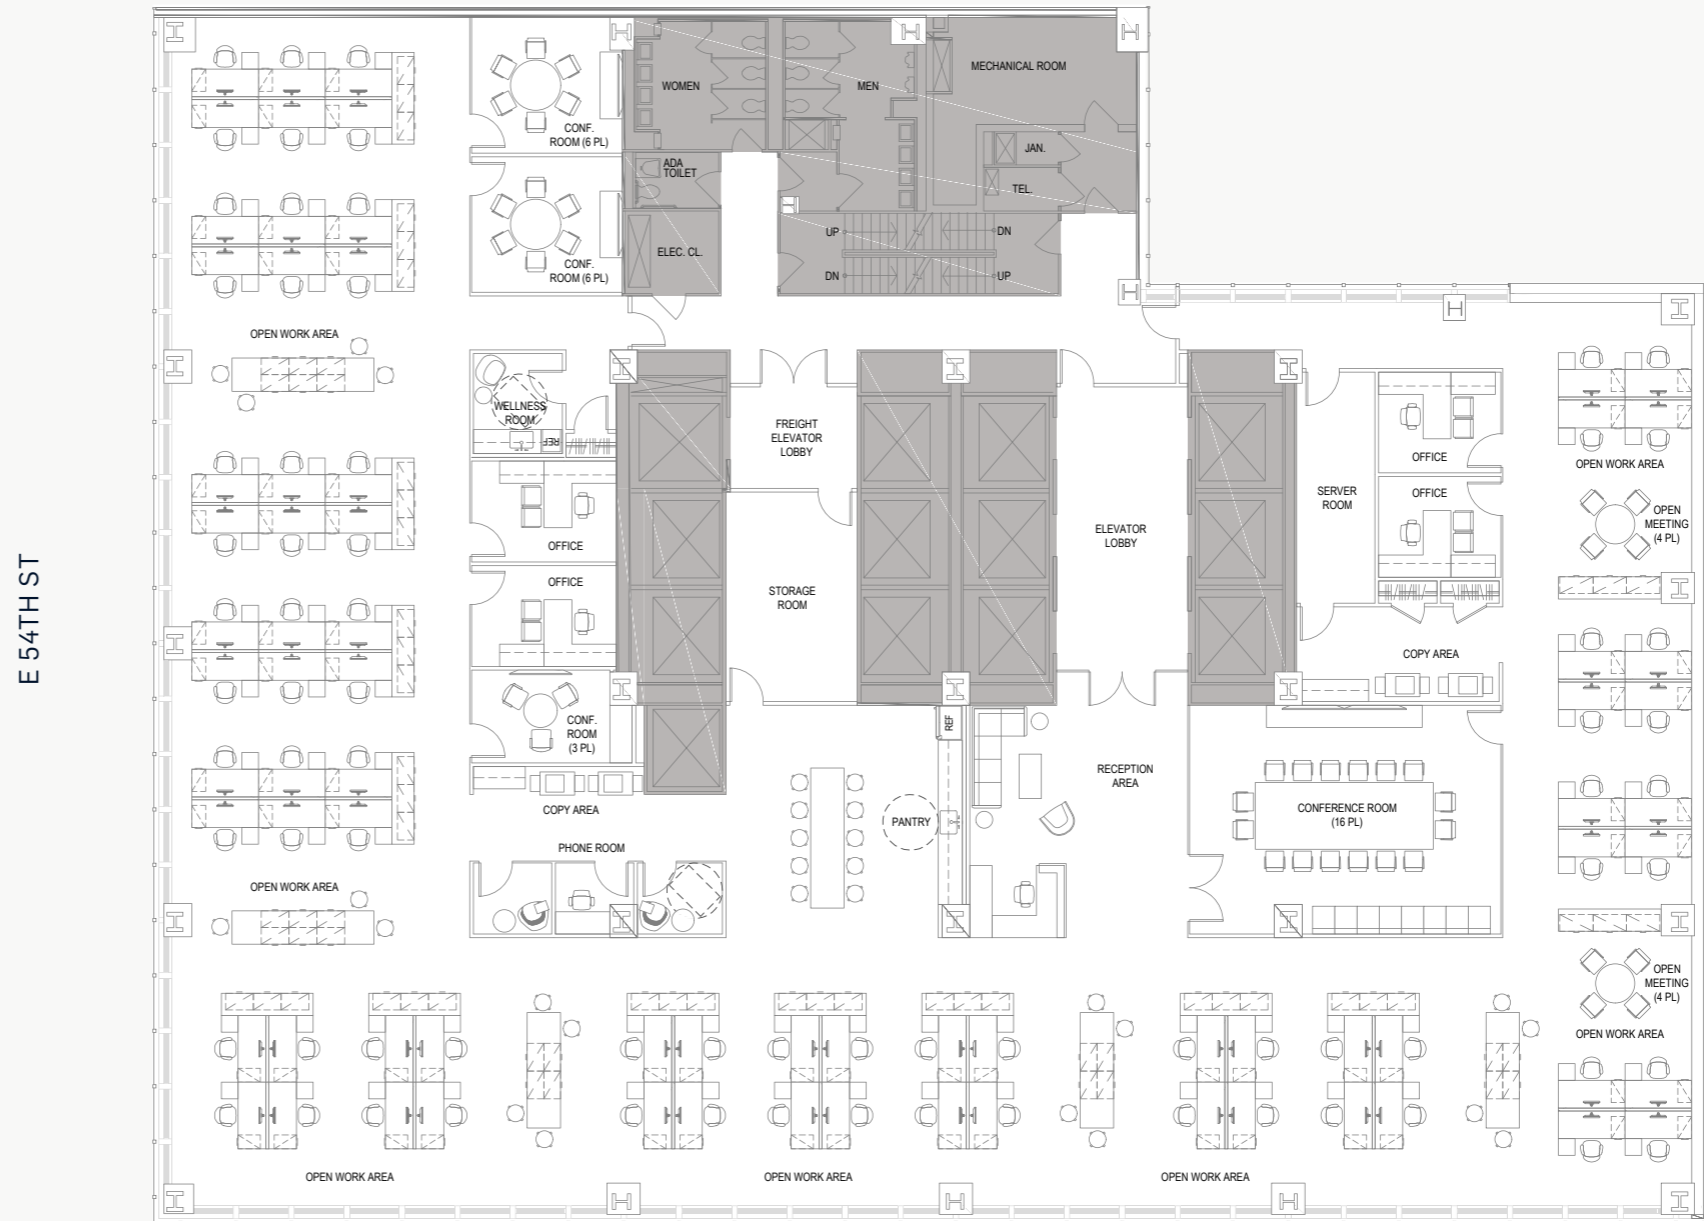 E 54TH ST
WOMEN
MEN
MECHANICAL ROOM
CONF.
ROOM (6 PL)
ADA
TOILET
JAN.
TEL.
UP
DN
DN
UP
ELEC. CL.
CONF.
ROOM (6 PL)
OPEN WORK AREA
WELLNESS
ROOM
REF
FREIGHT
ELEVATOR
LOBBY
OFFICE
OPEN WORK AREA
OFFICE
SERVER
ROOM
OPEN
MEETING
(4 PL)
ELEVATOR
LOBBY
OFFICE
OFFICE
STORAGE
ROOM
COPY AREA
CONF.
ROOM
(3 PL)
REF
RECEPTION
AREA
COPY AREA
CONFERENCE ROOM
(16 PL)
PANTRY
PHONE ROOM
OPEN WORK AREA
OPEN
MEETING
(4 PL)
OPEN WORK AREA
OPEN WORK AREA
OPEN WORK AREA
OPEN WORK AREA